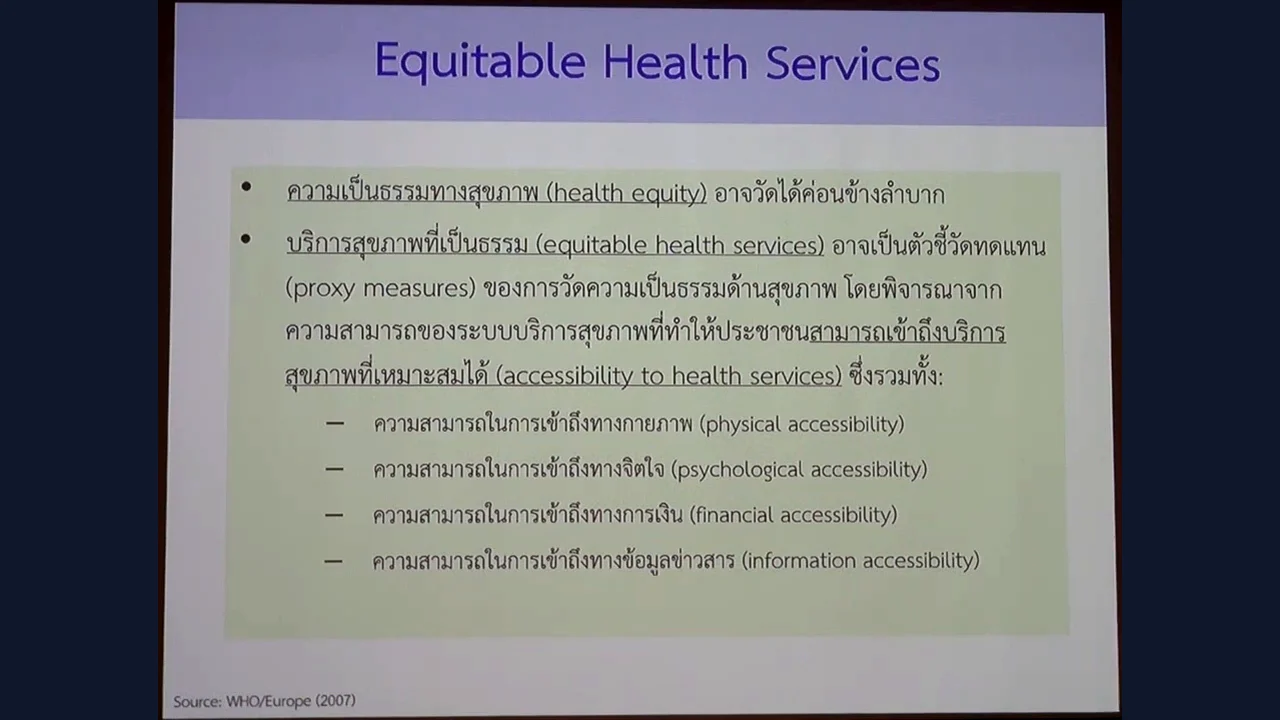 Equitable Health Services
• ความเป็นธรรมทางสุขภาพ (health equity) อาจวัดได้ค่อนข้างลำบาก
• บริการสุขภาพที่เป็นธรรม (equitable health services) อาจเป็นตัวชี้วัดทดแทน
(proxy measures) ของการวัดความเป็นธรรมด้านสุขภาพ โดยพิจารณาจาก
ความสามารถของระบบบริการสุขภาพที่ทำให้ประชาชนสามารถเข้าถึงบริการ
สุขภาพที่เหมาะสมได้ (accessibility to health services) ซึ่งรวมทั้ง:
– ความสามารถในการเข้าถึงทางกายภาพ (physical accessibility)
– ความสามารถในการเข้าถึงทางจิตใจ (psychological accessibility)
– ความสามารถในการเข้าถึงทางการเงิน (financial accessibility)
– ความสามารถในการเข้าถึงทางข้อมูลข่าวสาร (information accessibility)
Source: WHO/Europe (2007)